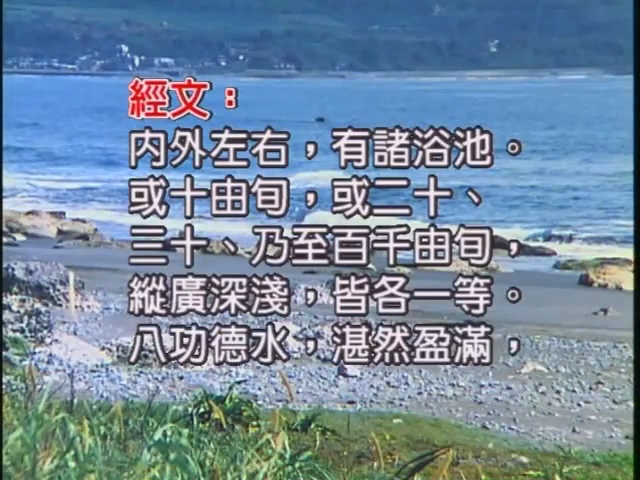 經文：
內外左右，有諸浴池。
或十由旬，或二十、
三十、乃至百千由旬，
縱廣深淺，皆各一等。
八功德水，湛然盈滿，